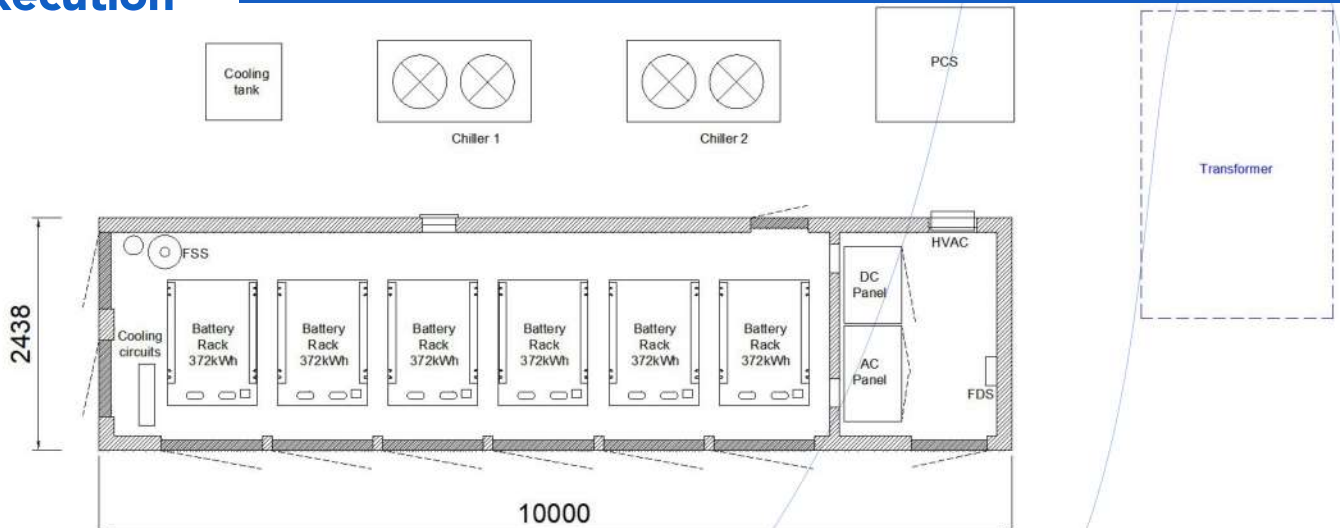 Cooling
tank
Chiller 1
Chiller 2
PCS
Transformer
2438
FSS
Cooling
circuits
Battery
Rack
372kWh
Battery
Rack
372kWh
Battery
Rack
372kWh
Battery
Rack
372kWh
Battery
Rack
372kWh
Battery
Rack
372kWh
HVAC
DC
Panel
AC
Panel
FDS
10000